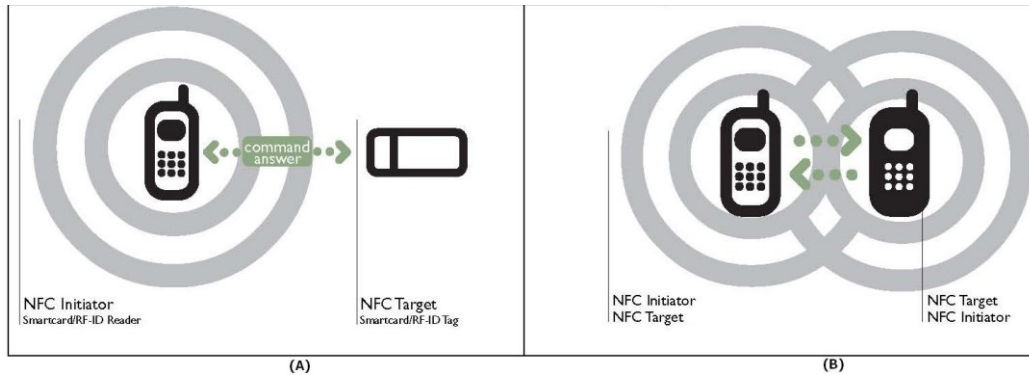 command
answer
NFC Initiator
Smartcard/RF-ID Reader
NFC Target
Smartcard/RF-ID Tag
(A)
NFC Initiator
NFC Target
NFC Target
NFC Initiator
(B)